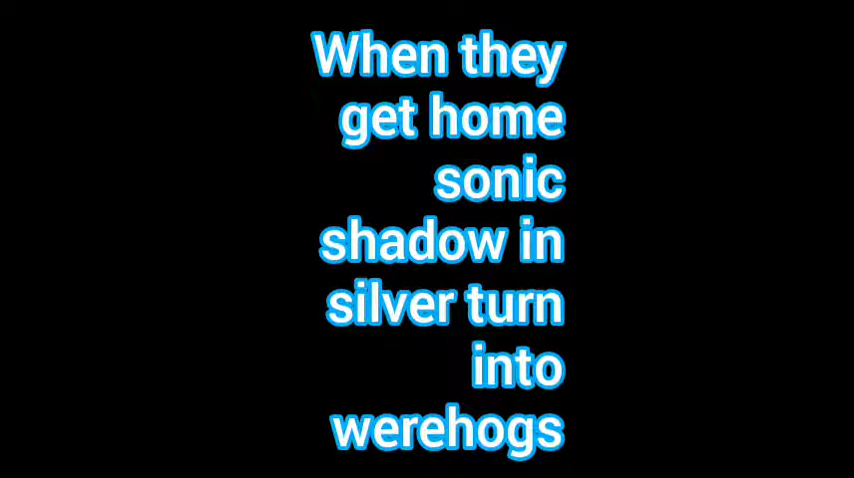 When they
get home
sonic
shadow in
silver turn
into
werehogs